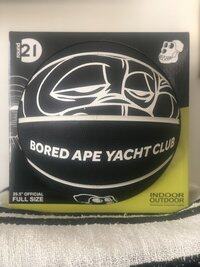 21
BORED APE YACHT CLUB
29.5" OFFICIAL
FULL SIZE
INDOOR
OUTDOOR